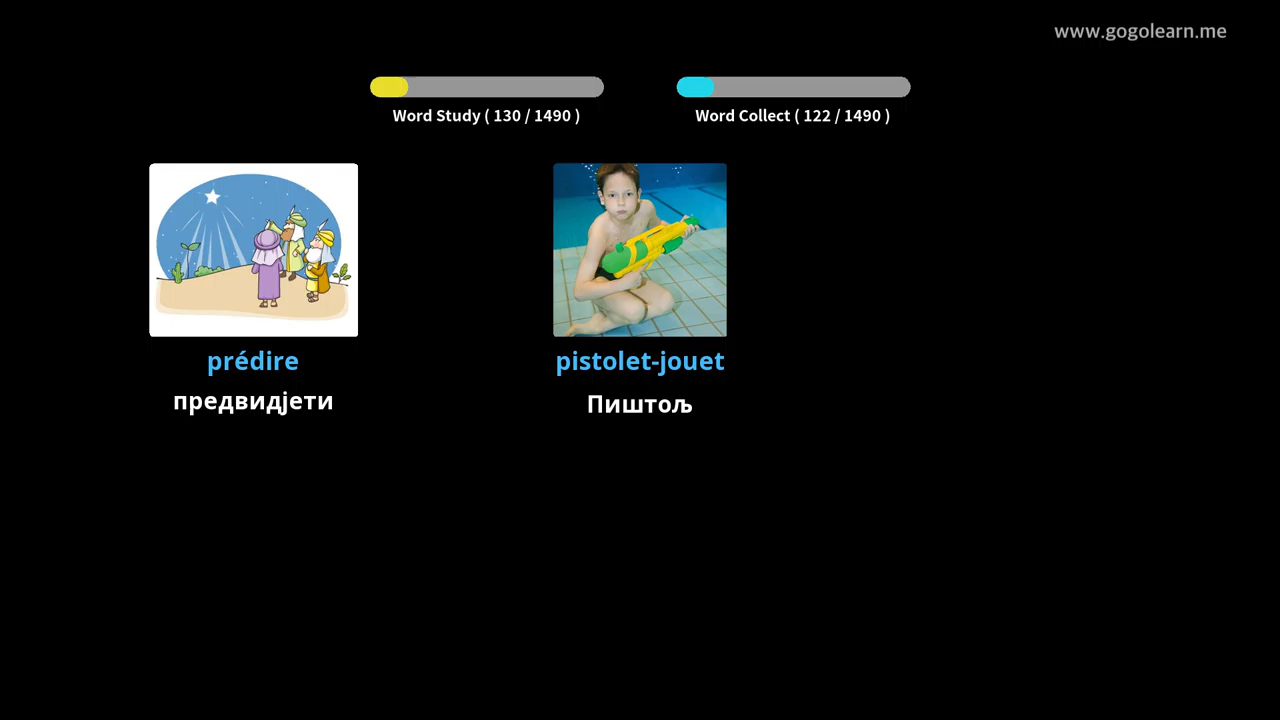 www.gogolearn.me
Word Study ( 130 / 1490 )
Word Collect ( 122 / 1490 )
prédire
предвидјети
pistolet-jouet
Пиштољ